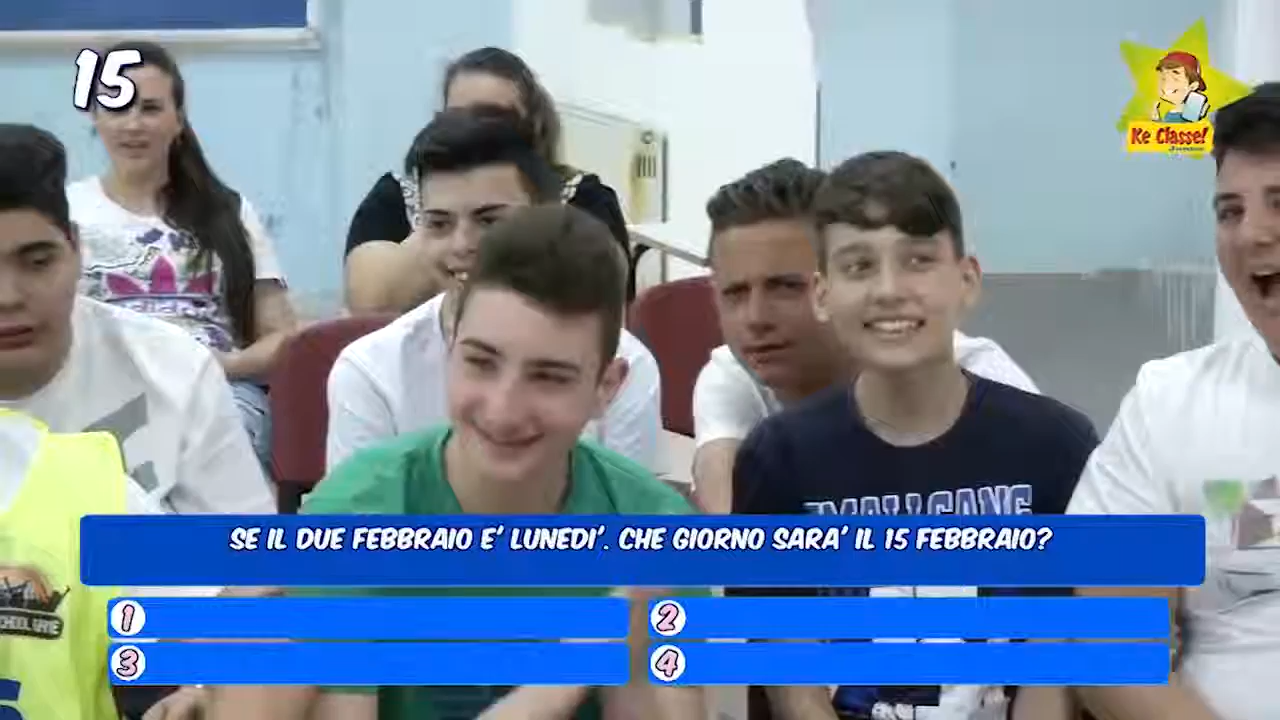 15
Ke Classe!
SE IL DUE FEBBRAIO E' LUNEDI'. CHE GIORNO SARA' IL 15 FEBBRAIO?
1
2
3
4